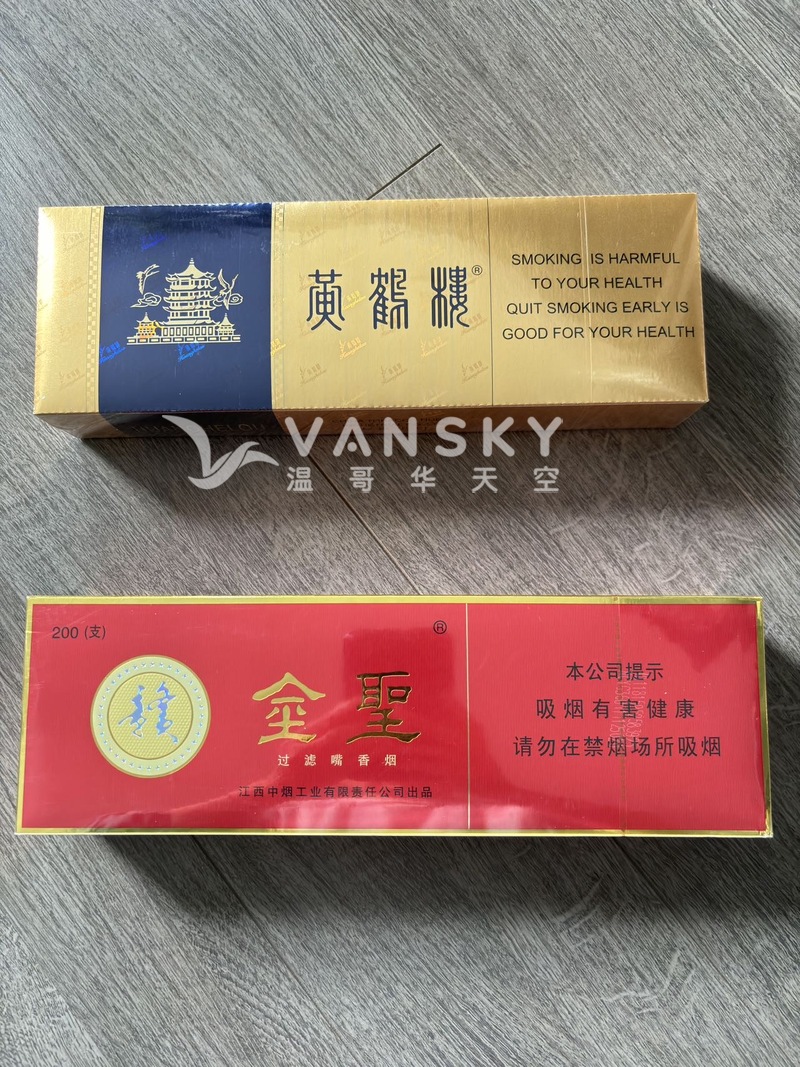 黄鹤楼®
SMOKING IS HARMFUL
TO YOUR HEALTH
QUIT SMOKING EARLY IS
GOOD FOR YOUR HEALTH
VANSKY
温哥华天空
200 (支)
®
赣
金聖
过滤嘴香烟
江西中烟工业有限责任公司出品
本公司提示
吸烟有害健康
请勿在禁烟场所吸烟